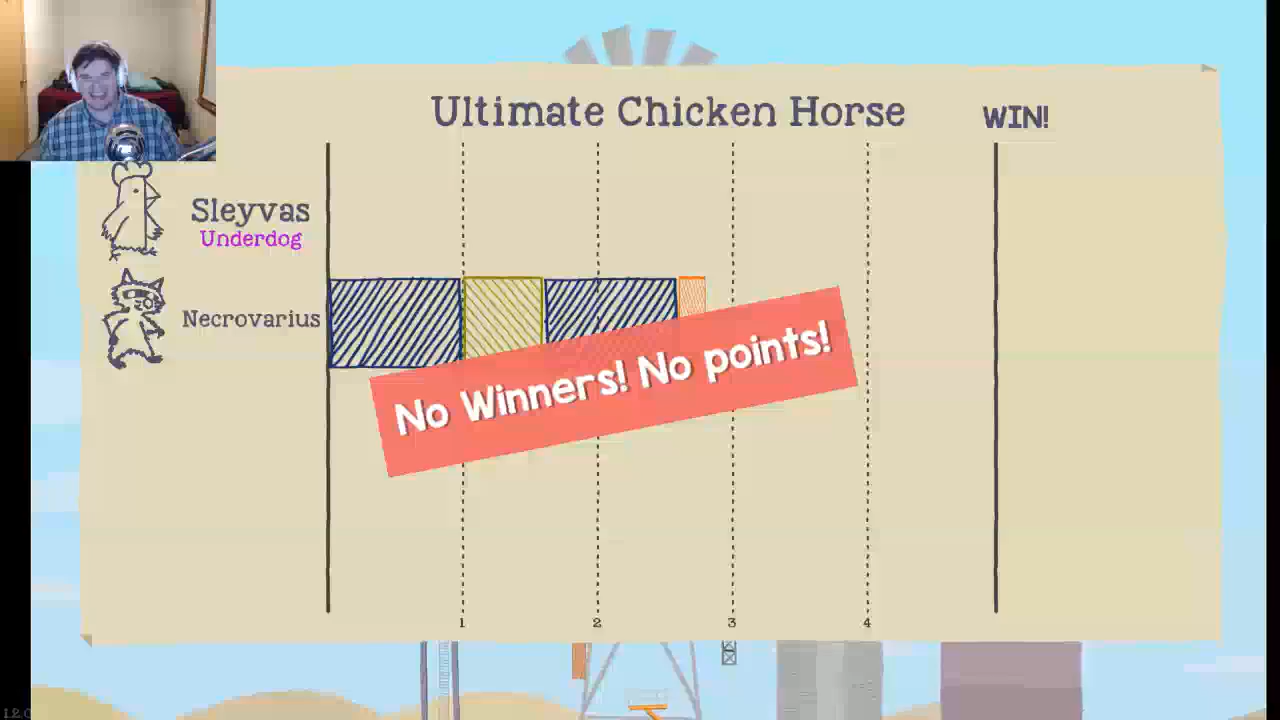 Ultimate Chicken Horse
WIN!
Sleyvas
Underdog
Necrovarius
No Winners! No points!
1 2 3 4